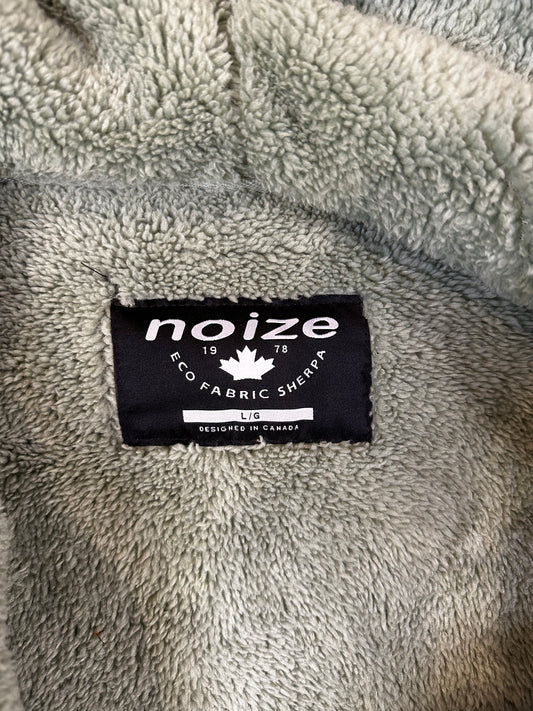 noize
19 78
ECO FABRIC SHERPA
L/G
DESIGNED IN CANADA